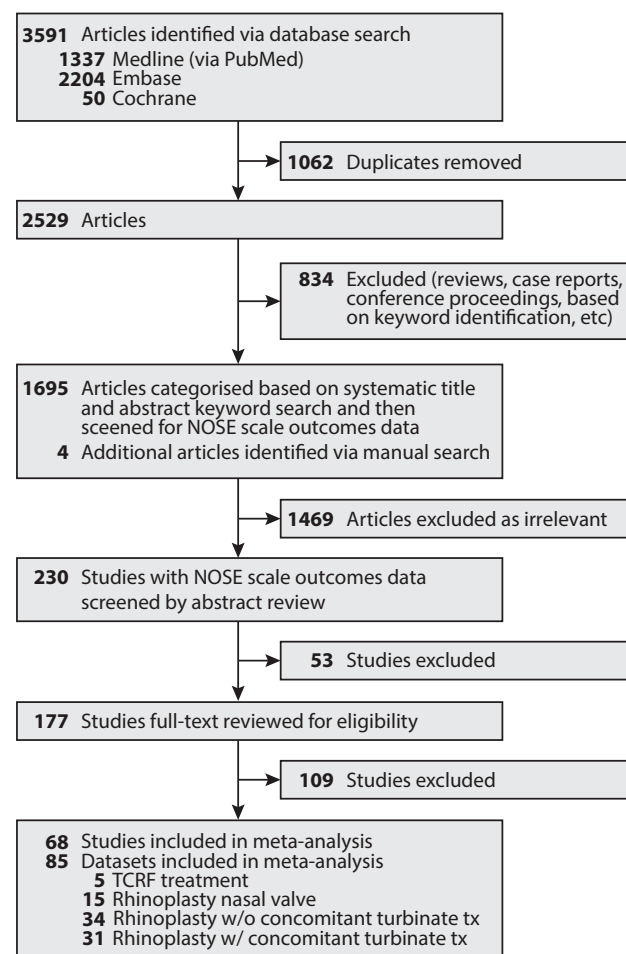 3591 Articles identified via database search
1337 Medline (via PubMed)
2204 Embase
50 Cochrane
1062 Duplicates removed
2529 Articles
834 Excluded (reviews, case reports,
conference proceedings, based
on keyword identification, etc)
1695 Articles categorised based on systematic title
and abstract keyword search and then
sceened for NOSE scale outcomes data
4 Additional articles identified via manual search
1469 Articles excluded as irrelevant
230 Studies with NOSE scale outcomes data
screened by abstract review
53 Studies excluded
177 Studies full-text reviewed for eligibility
109 Studies excluded
68 Studies included in meta-analysis
85 Datasets included in meta-analysis
5 TCRF treatment
15 Rhinoplasty nasal valve
34 Rhinoplasty w/o concomitant turbinate tx
31 Rhinoplasty w/ concomitant turbinate tx